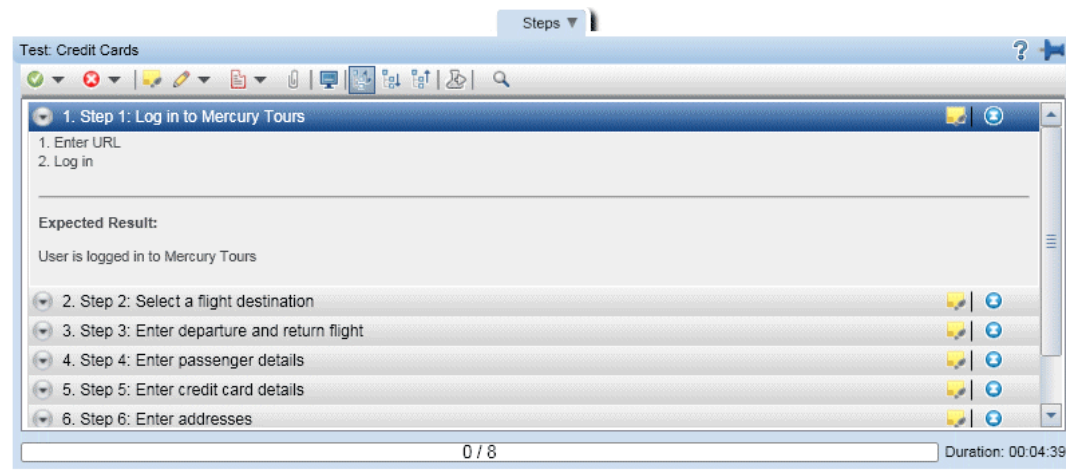 Steps
Test: Credit Cards
?
1. Step 1: Log in to Mercury Tours
1. Enter URL
2. Log in
Expected Result:
User is logged in to Mercury Tours
2. Step 2: Select a flight destination
3. Step 3: Enter departure and return flight
4. Step 4: Enter passenger details
5. Step 5: Enter credit card details
6. Step 6: Enter addresses
0 / 8 Duration: 00:04:39